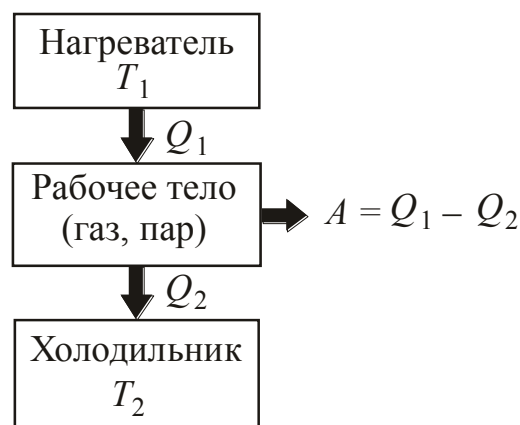 Нагреватель
T₁
Q₁
Рабочее тело
(газ, пар)
A = Q₁ – Q₂
Q₂
Холодильник
T₂